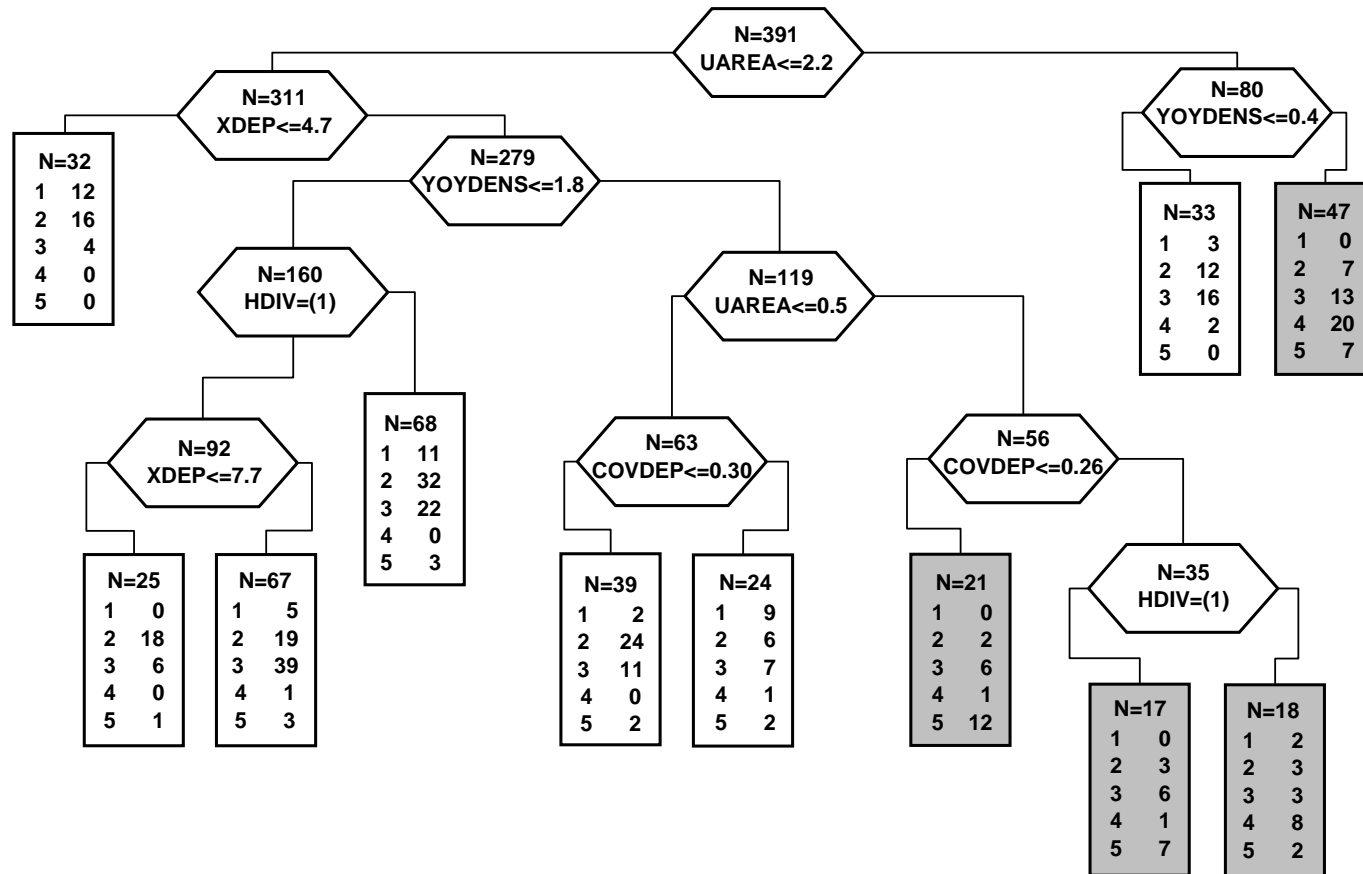 N=391
UAREA<=2.2
N=311
XDEP<=4.7
N=80
YOYDENS<=0.4
N=32
1 12
2 16
3 4
4 0
5 0
N=279
YOYDENS<=1.8
N=33
1 3
2 12
3 16
4 2
5 0
N=47
1 0
2 7
3 13
4 20
5 7
N=160
HDIV=(1)
N=119
UAREA<=0.5
N=92
XDEP<=7.7
N=68
1 11
2 32
3 22
4 0
5 3
N=63
COVDEP<=0.30
N=56
COVDEP<=0.26
N=25
1 0
2 18
3 6
4 0
5 1
N=67
1 5
2 19
3 39
4 1
5 3
N=39
1 2
2 24
3 11
4 0
5 2
N=24
1 9
2 6
3 7
4 1
5 2
N=21
1 0
2 2
3 6
4 1
5 12
N=35
HDIV=(1)
N=17
1 0
2 3
3 6
4 1
5 7
N=18
1 2
2 3
3 3
4 8
5 2